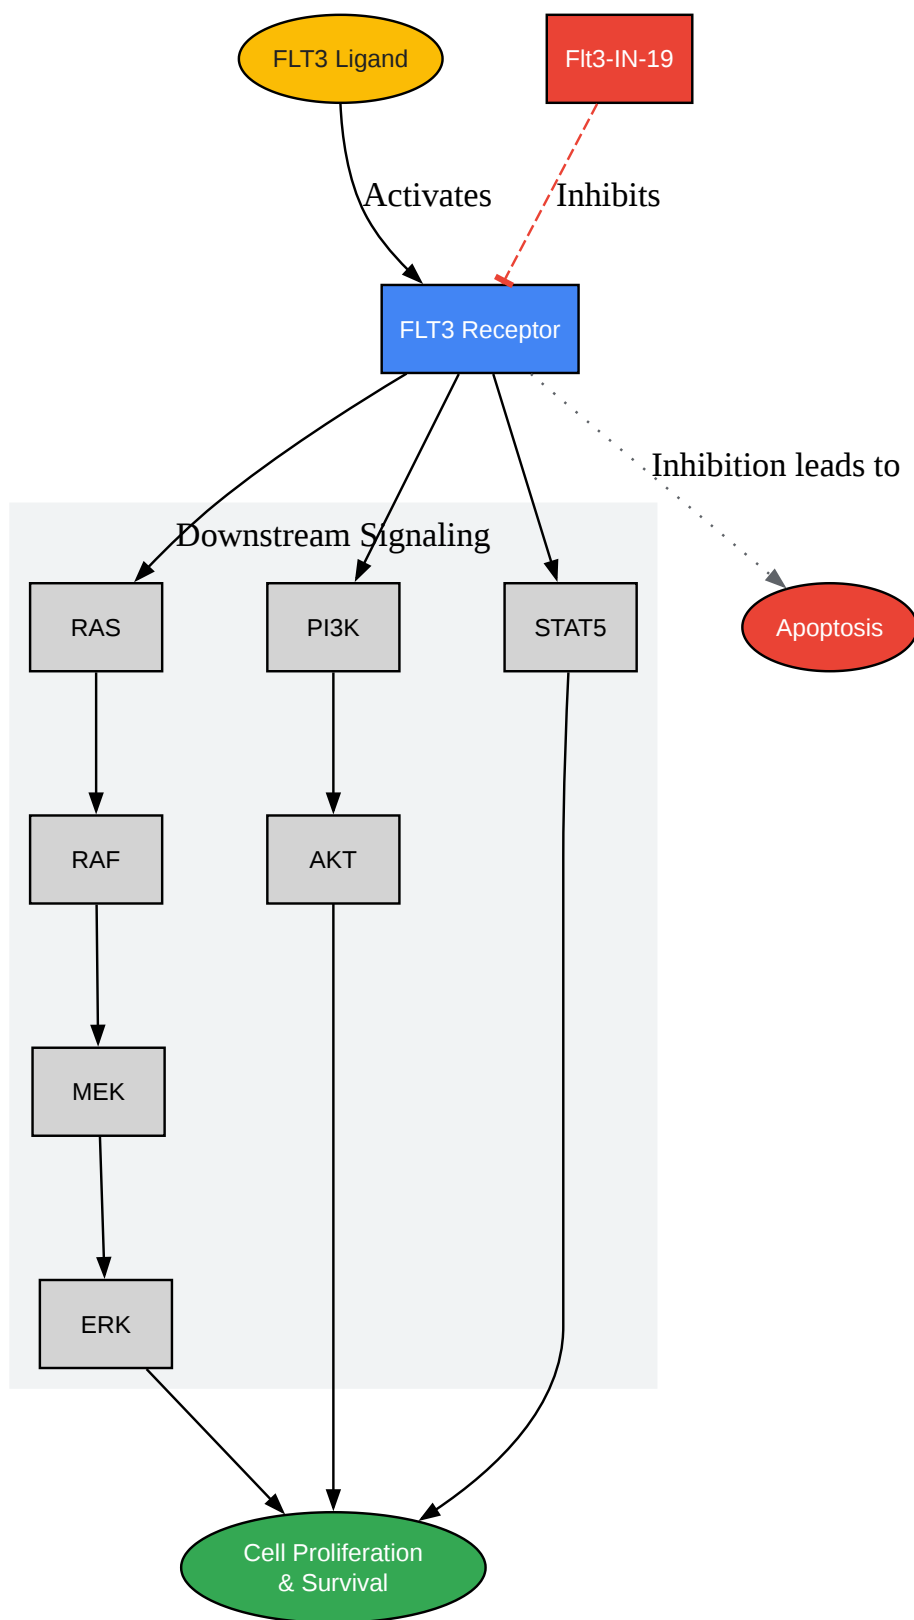 FLT3 Ligand
Flt3-IN-19
Activates
Inhibits
FLT3 Receptor
Inhibition leads to
Downstream Signaling
RAS
PI3K
STAT5
Apoptosis
RAF
AKT
MEK
ERK
Cell Proliferation
& Survival